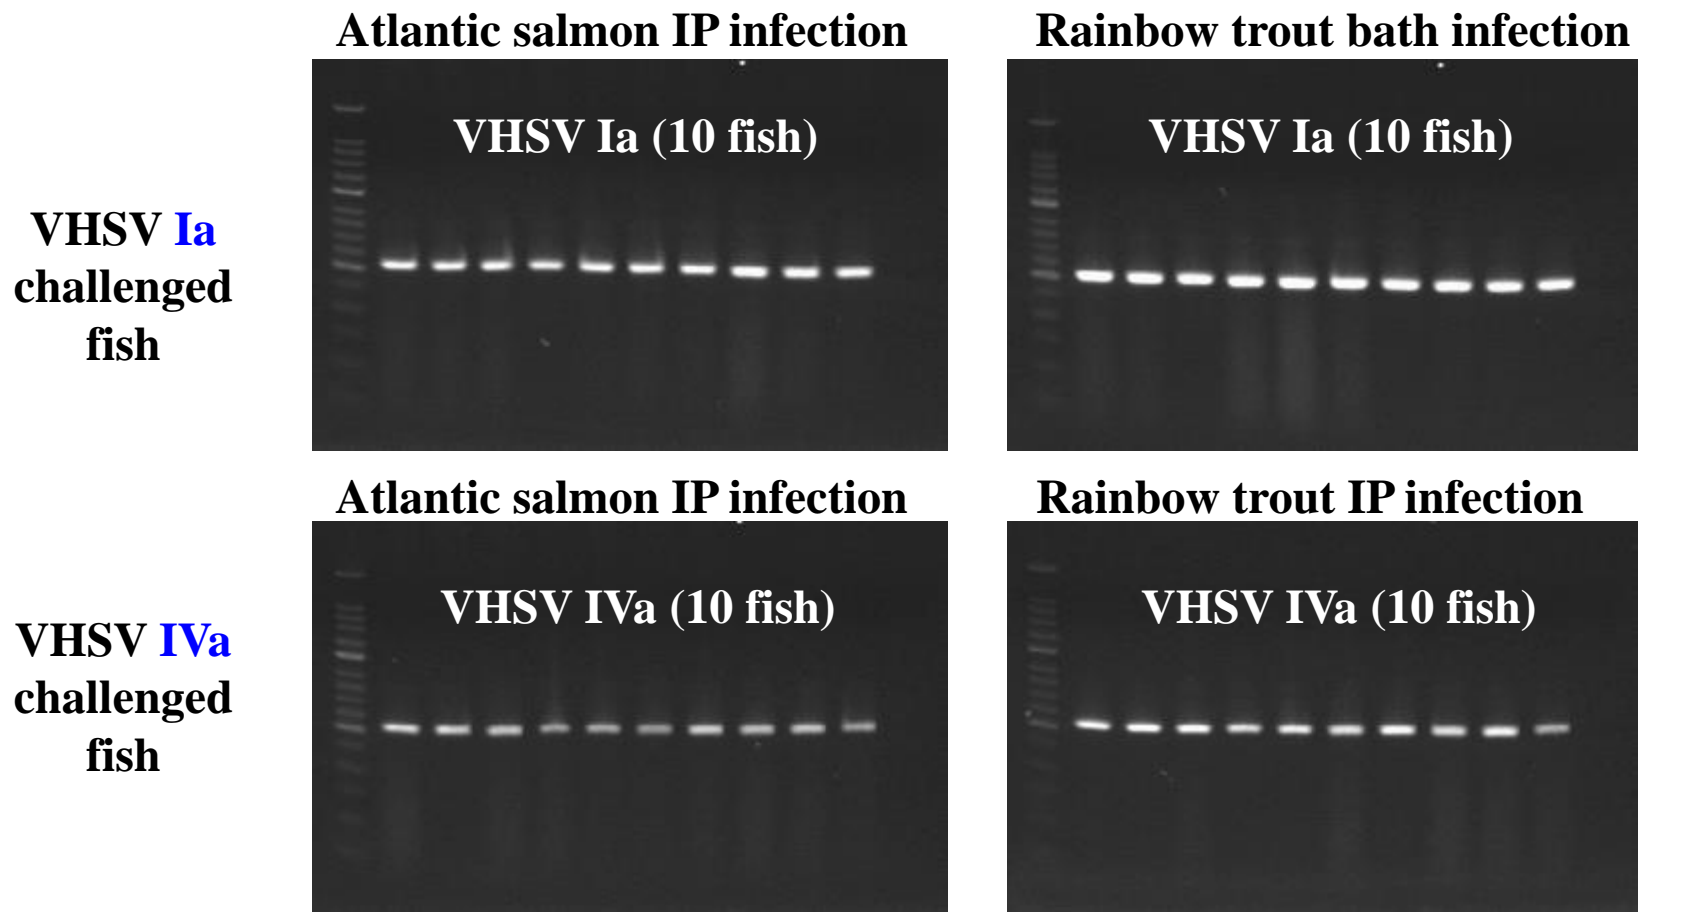 Atlantic salmon IP infection
Rainbow trout bath infection
VHSV Ia (10 fish)
VHSV Ia (10 fish)
VHSV Ia
challenged
fish
Atlantic salmon IP infection
Rainbow trout IP infection
VHSV IVa (10 fish)
VHSV IVa (10 fish)
VHSV IVa
challenged
fish